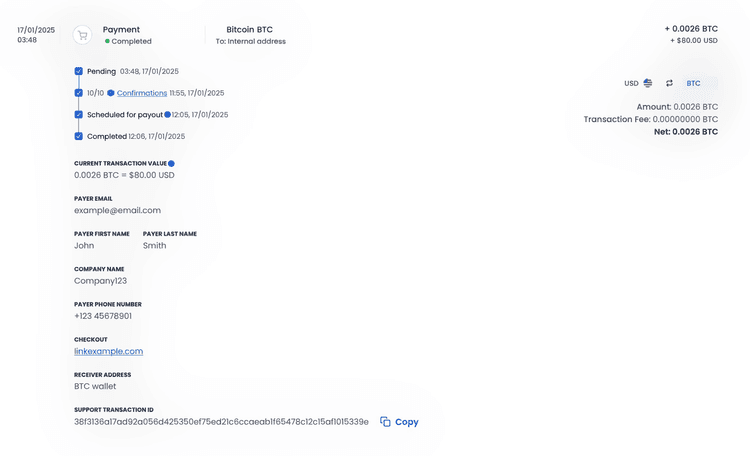 17/01/2025
03:48
Payment
Completed
Bitcoin BTC
To: Internal address
+ 0.0026 BTC
+ $80.00 USD
Pending 03:48, 17/01/2025
10/10 Confirmations 11:55, 17/01/2025
Scheduled for payout 12:05, 17/01/2025
Completed 12:06, 17/01/2025
USD BTC
Amount: 0.0026 BTC
Transaction Fee: 0.00000000 BTC
Net: 0.0026 BTC
CURRENT TRANSACTION VALUE
0.0026 BTC = $80.00 USD
PAYER EMAIL
example@email.com
PAYER FIRST NAME PAYER LAST NAME
John Smith
COMPANY NAME
Company123
PAYER PHONE NUMBER
+123 45678901
CHECKOUT
linkexample.com
RECEIVER ADDRESS
BTC wallet
SUPPORT TRANSACTION ID
38f3136a17ad92a056d425350ef75ed21c6ccaeab1f65478c12c15af1015339e Copy